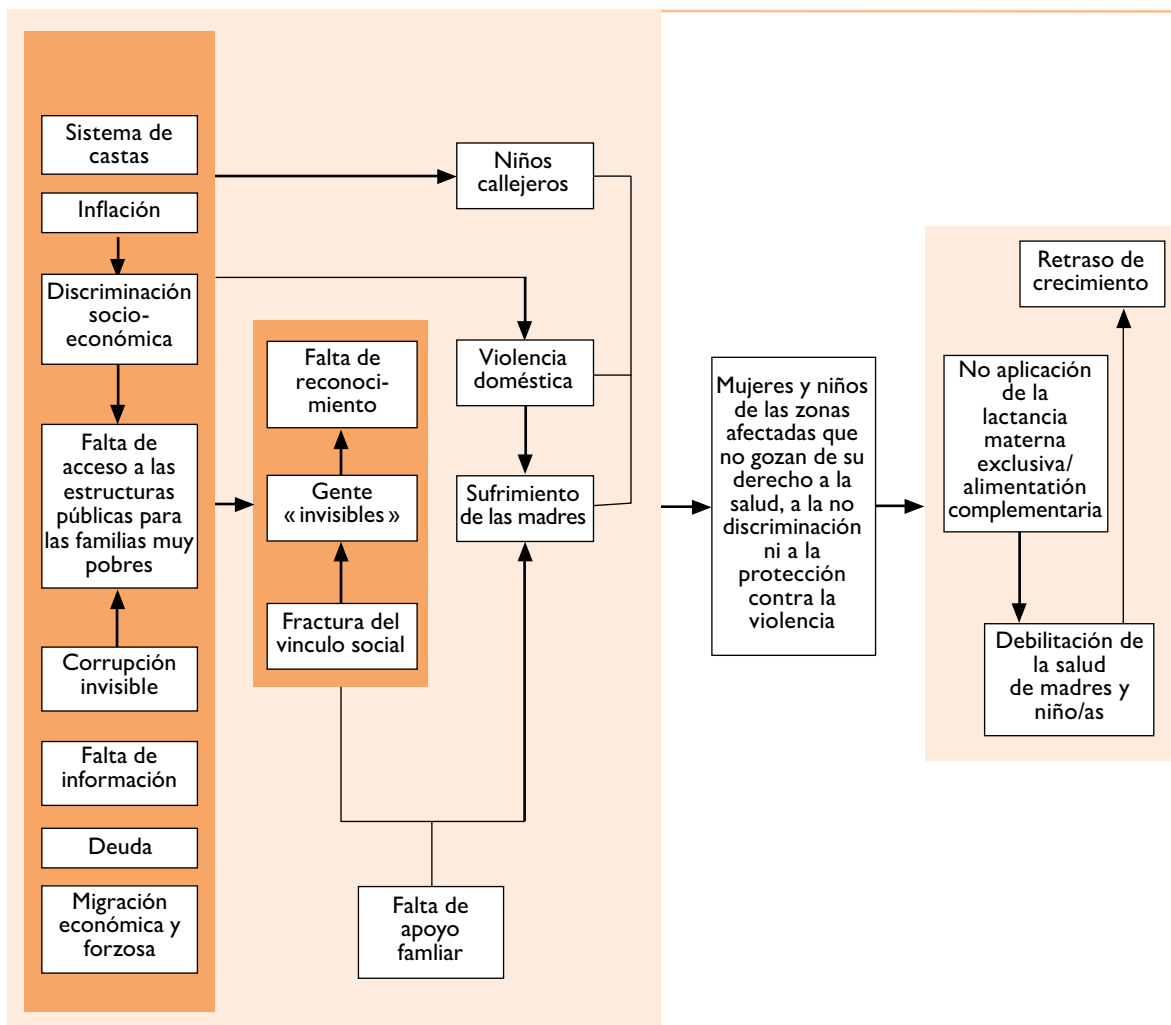 Sistema de
castas
Inflación
Discriminación
socio-
económica
Falta de
acceso a las
estructuras
públicas para
las familias muy
pobres
Corrupción
invisible
Falta de
información
Deuda
Migración
económica y
forzosa
Falta de
reconoci-
miento
Gente
« invisibles »
Fractura del
vinculo social
Niños
callejeros
Violencia
doméstica
Sufrimiento
de las madres
Falta de
apoyo
famliar
Mujeres y niños
de las zonas
afectadas que
no gozan de su
derecho a la
salud, a la no
discriminación
ni a la
protección
contra la
violencia
Retraso de
crecimiento
No aplicación
de la
lactancia
materna
exclusiva/
alimentatión
complementaria
Debilitación de
la salud
de madres y
niño/as